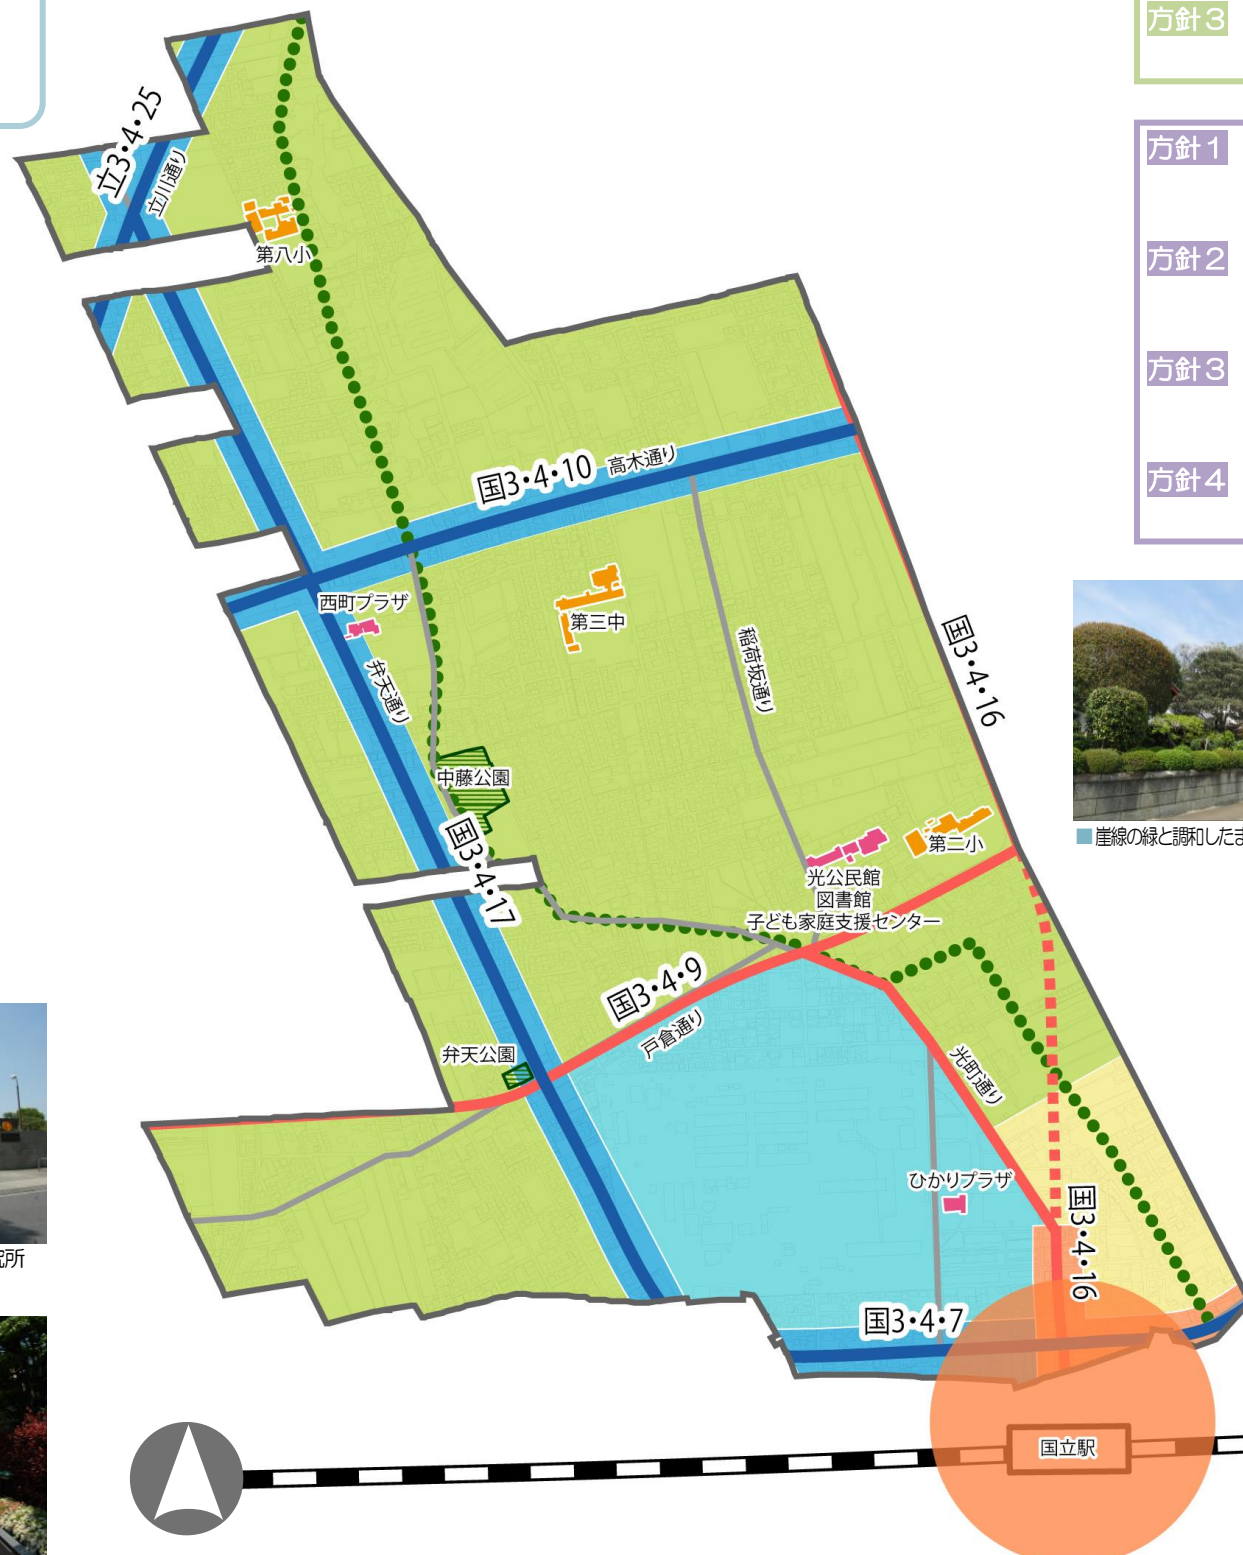 方針3
方針1
方針2
方針3
方針4
立3・4・25
立川通り
第八小
国3・4・10
高木通り
西町プラザ
第三中
弁天通り
稲荷坂通り
国3・4・16
中藤公園
国3・4・17
第二小
光公民館
図書館
子ども家庭支援センター
■崖線の緑と調和したま
国3・4・9
戸倉通り
弁天公園
光町通り
ひかりプラザ
国3・4・16
究所
国3・4・7
国立駅